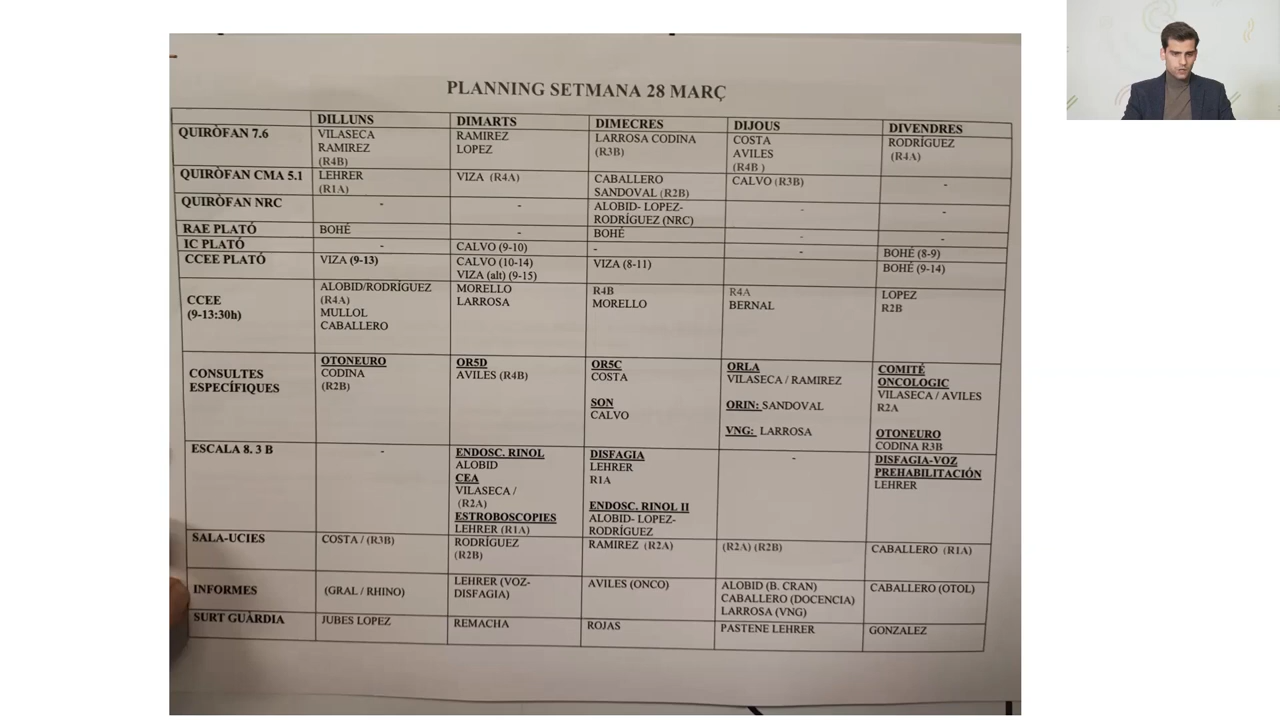 PLANNING SETMANA 28 MARÇ
DILLUNS DIMARTS DIMECRES DIJOUS DIVENDRES
QUIRÒFAN 7.6
VILASECA
RAMIREZ
(R4B)
RAMIREZ
LOPEZ
LARROSA CODINA
(R3B)
COSTA
AVILES
(R4B )
RODRÍGUEZ
(R4A)
QUIRÒFAN CMA 5.1
LEHRER
(R1A)
VIZA (R4A)
CABALLERO
SANDOVAL (R2B)
CALVO (R3B)
-
QUIRÒFAN NRC
-
-
ALOBID- LOPEZ-
RODRÍGUEZ (NRC)
-
-
RAE PLATÓ
BOHÉ
-
BOHÉ
-
-
IC PLATÓ
-
CALVO (9-10)
-
-
BOHÉ (8-9)
CCEE PLATÓ
VIZA (9-13)
CALVO (10-14)
VIZA (alt) (9-15)
VIZA (8-11)
BOHÉ (9-14)
CCEE
(9-13:30h)
ALOBID/RODRÍGUEZ
(R4A)
MULLOL
CABALLERO
MORELLO
LARROSA
R4B
MORELLO
R4A
BERNAL
LOPEZ
R2B
CONSULTES
ESPECÍFIQUES
OTONEURO
CODINA
(R2B)
OR5D
AVILES (R4B)
OR5C
COSTA
SON
CALVO
ORLA
VILASECA / RAMIREZ
ORIN: SANDOVAL
VNG: LARROSA
COMITÉ
ONCOLOGIC
VILASECA / AVILES
R2A
OTONEURO
CODINA R3B
ESCALA 8. 3 B
-
ENDOSC. RINOL
ALOBID
CEA
VILASECA /
(R2A)
ESTROBOSCOPIES
LEHRER (R1A)
DISFAGIA
LEHRER
R1A
ENDOSC. RINOL II
ALOBID- LOPEZ-
RODRÍGUEZ
-
DISFAGIA-VOZ
PREHABILITACIÓN
LEHRER
SALA-UCIES
COSTA / (R3B)
RODRÍGUEZ
(R2B)
RAMIREZ (R2A)
(R2A) (R2B)
CABALLERO (R1A)
INFORMES
(GRAL / RHINO)
LEHRER (VOZ-
DISFAGIA)
AVILES (ONCO)
ALOBID (B. CRAN)
CABALLERO (DOCENCIA)
LARROSA (VNG)
CABALLERO (OTOL)
SURT GUÀRDIA
JUBES LOPEZ
REMACHA
ROJAS
PASTENE LEHRER
GONZALEZ